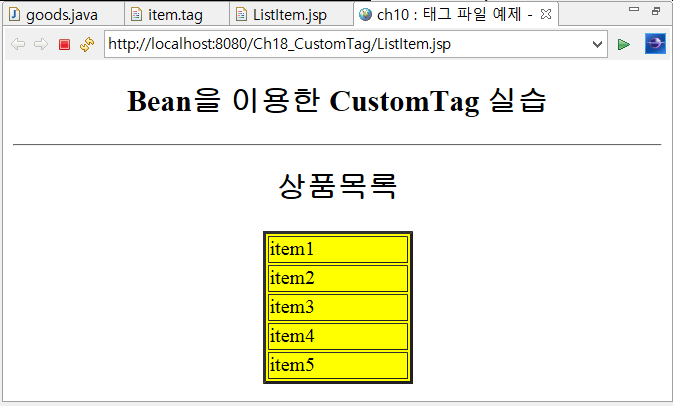 goods.java
item.tag
ListItem.jsp
ch10 : 태그 파일 예제 -
http://localhost:8080/Ch18_CustomTag/ListItem.jsp
Bean을 이용한 CustomTag 실습
상품목록
item1
item2
item3
item4
item5